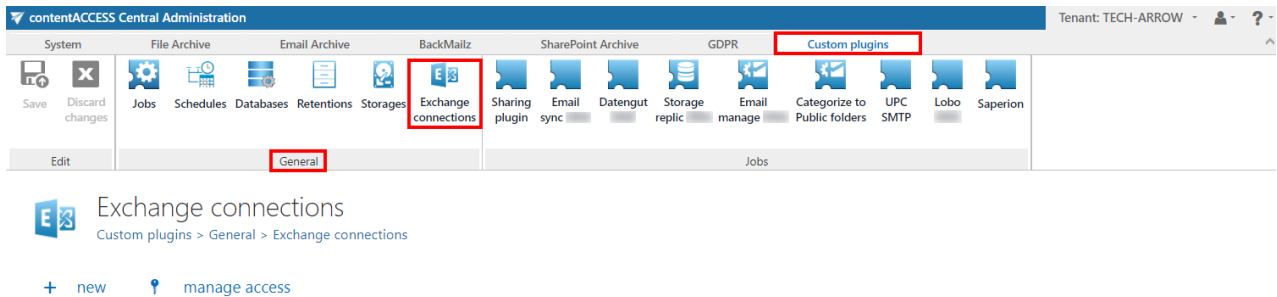 contentACCESS Central Administration
Tenant: TECH-ARROW
?
System File Archive Email Archive BackMailz SharePoint Archive GDPR Custom plugins
Save Discard changes Jobs Schedules Databases Retentions Storages Exchange connections Sharing plugin Email sync Datengut Storage replic Email manage Categorize to Public folders UPC SMTP Lobo Saperion
Edit General Jobs
Exchange connections
Custom plugins > General > Exchange connections
+ new manage access